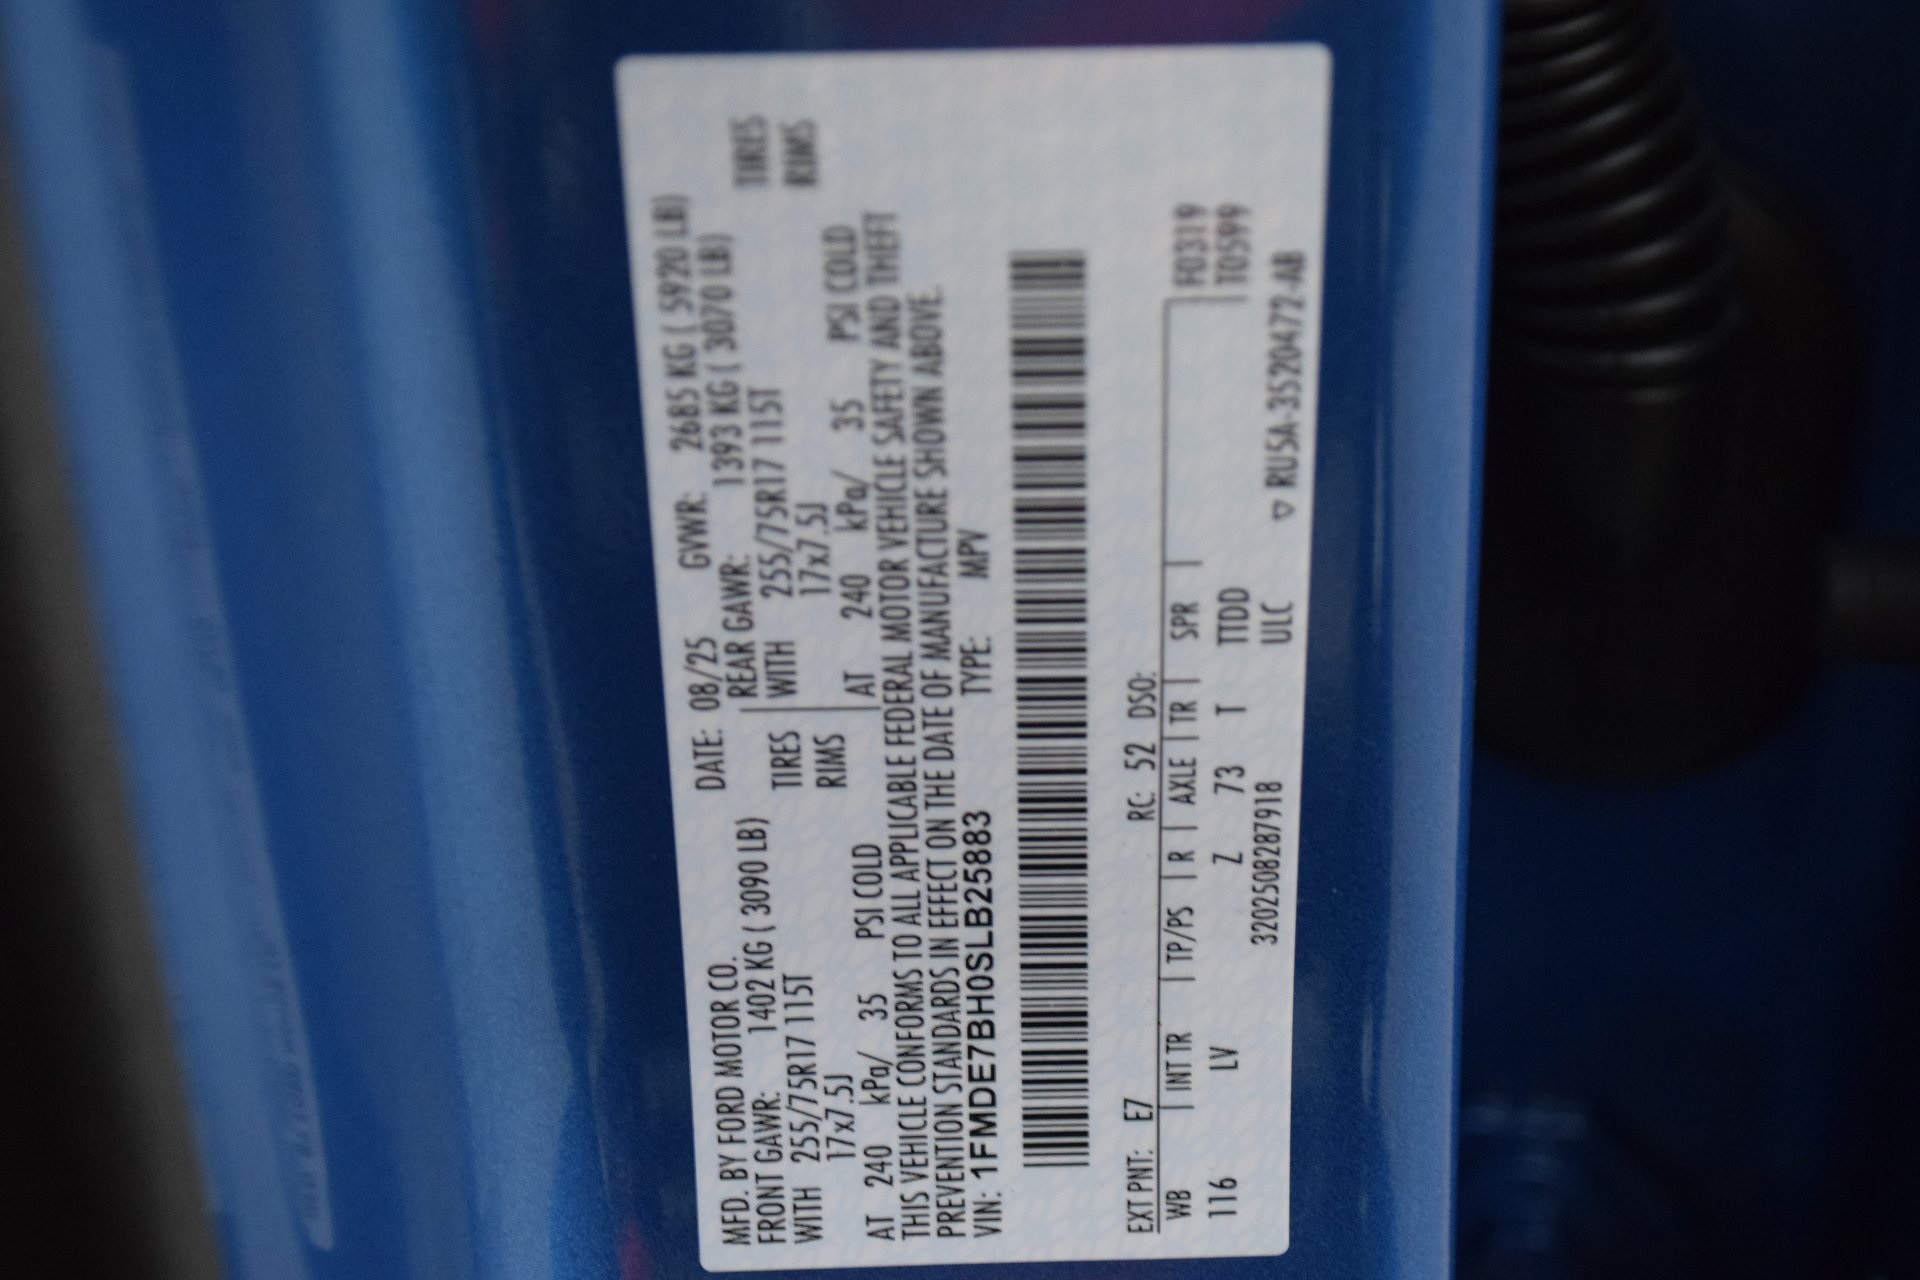 MFD. BY FORD MOTOR CO. DATE: 08/25 GVWR: 2685 KG ( 5920 LB)
FRONT GAWR: 1402 KG ( 3090 LB) REAR GAWR: 1393 KG ( 3070 LB)
WITH 255/75R17 115T TIRES WITH 255/75R17 115T TIRES
17x7.5J RIMS 17x7.5J RIMS
AT 240 kPa/ 35 PSI COLD AT 240 kPa/ 35 PSI COLD
THIS VEHICLE CONFORMS TO ALL APPLICABLE FEDERAL MOTOR VEHICLE SAFETY AND THEFT
PREVENTION STANDARDS IN EFFECT ON THE DATE OF MANUFACTURE SHOWN ABOVE.
VIN: 1FMDE7BH0SLB25883 TYPE: MPV
EXT PNT: E7 RC: 52 DSO:
WB INT TR TP/PS R AXLE TR SPR F0319
116 LV Z 73 T TTDD T0599
3202508287918 ULC ▽ RUSA-3520472-AB